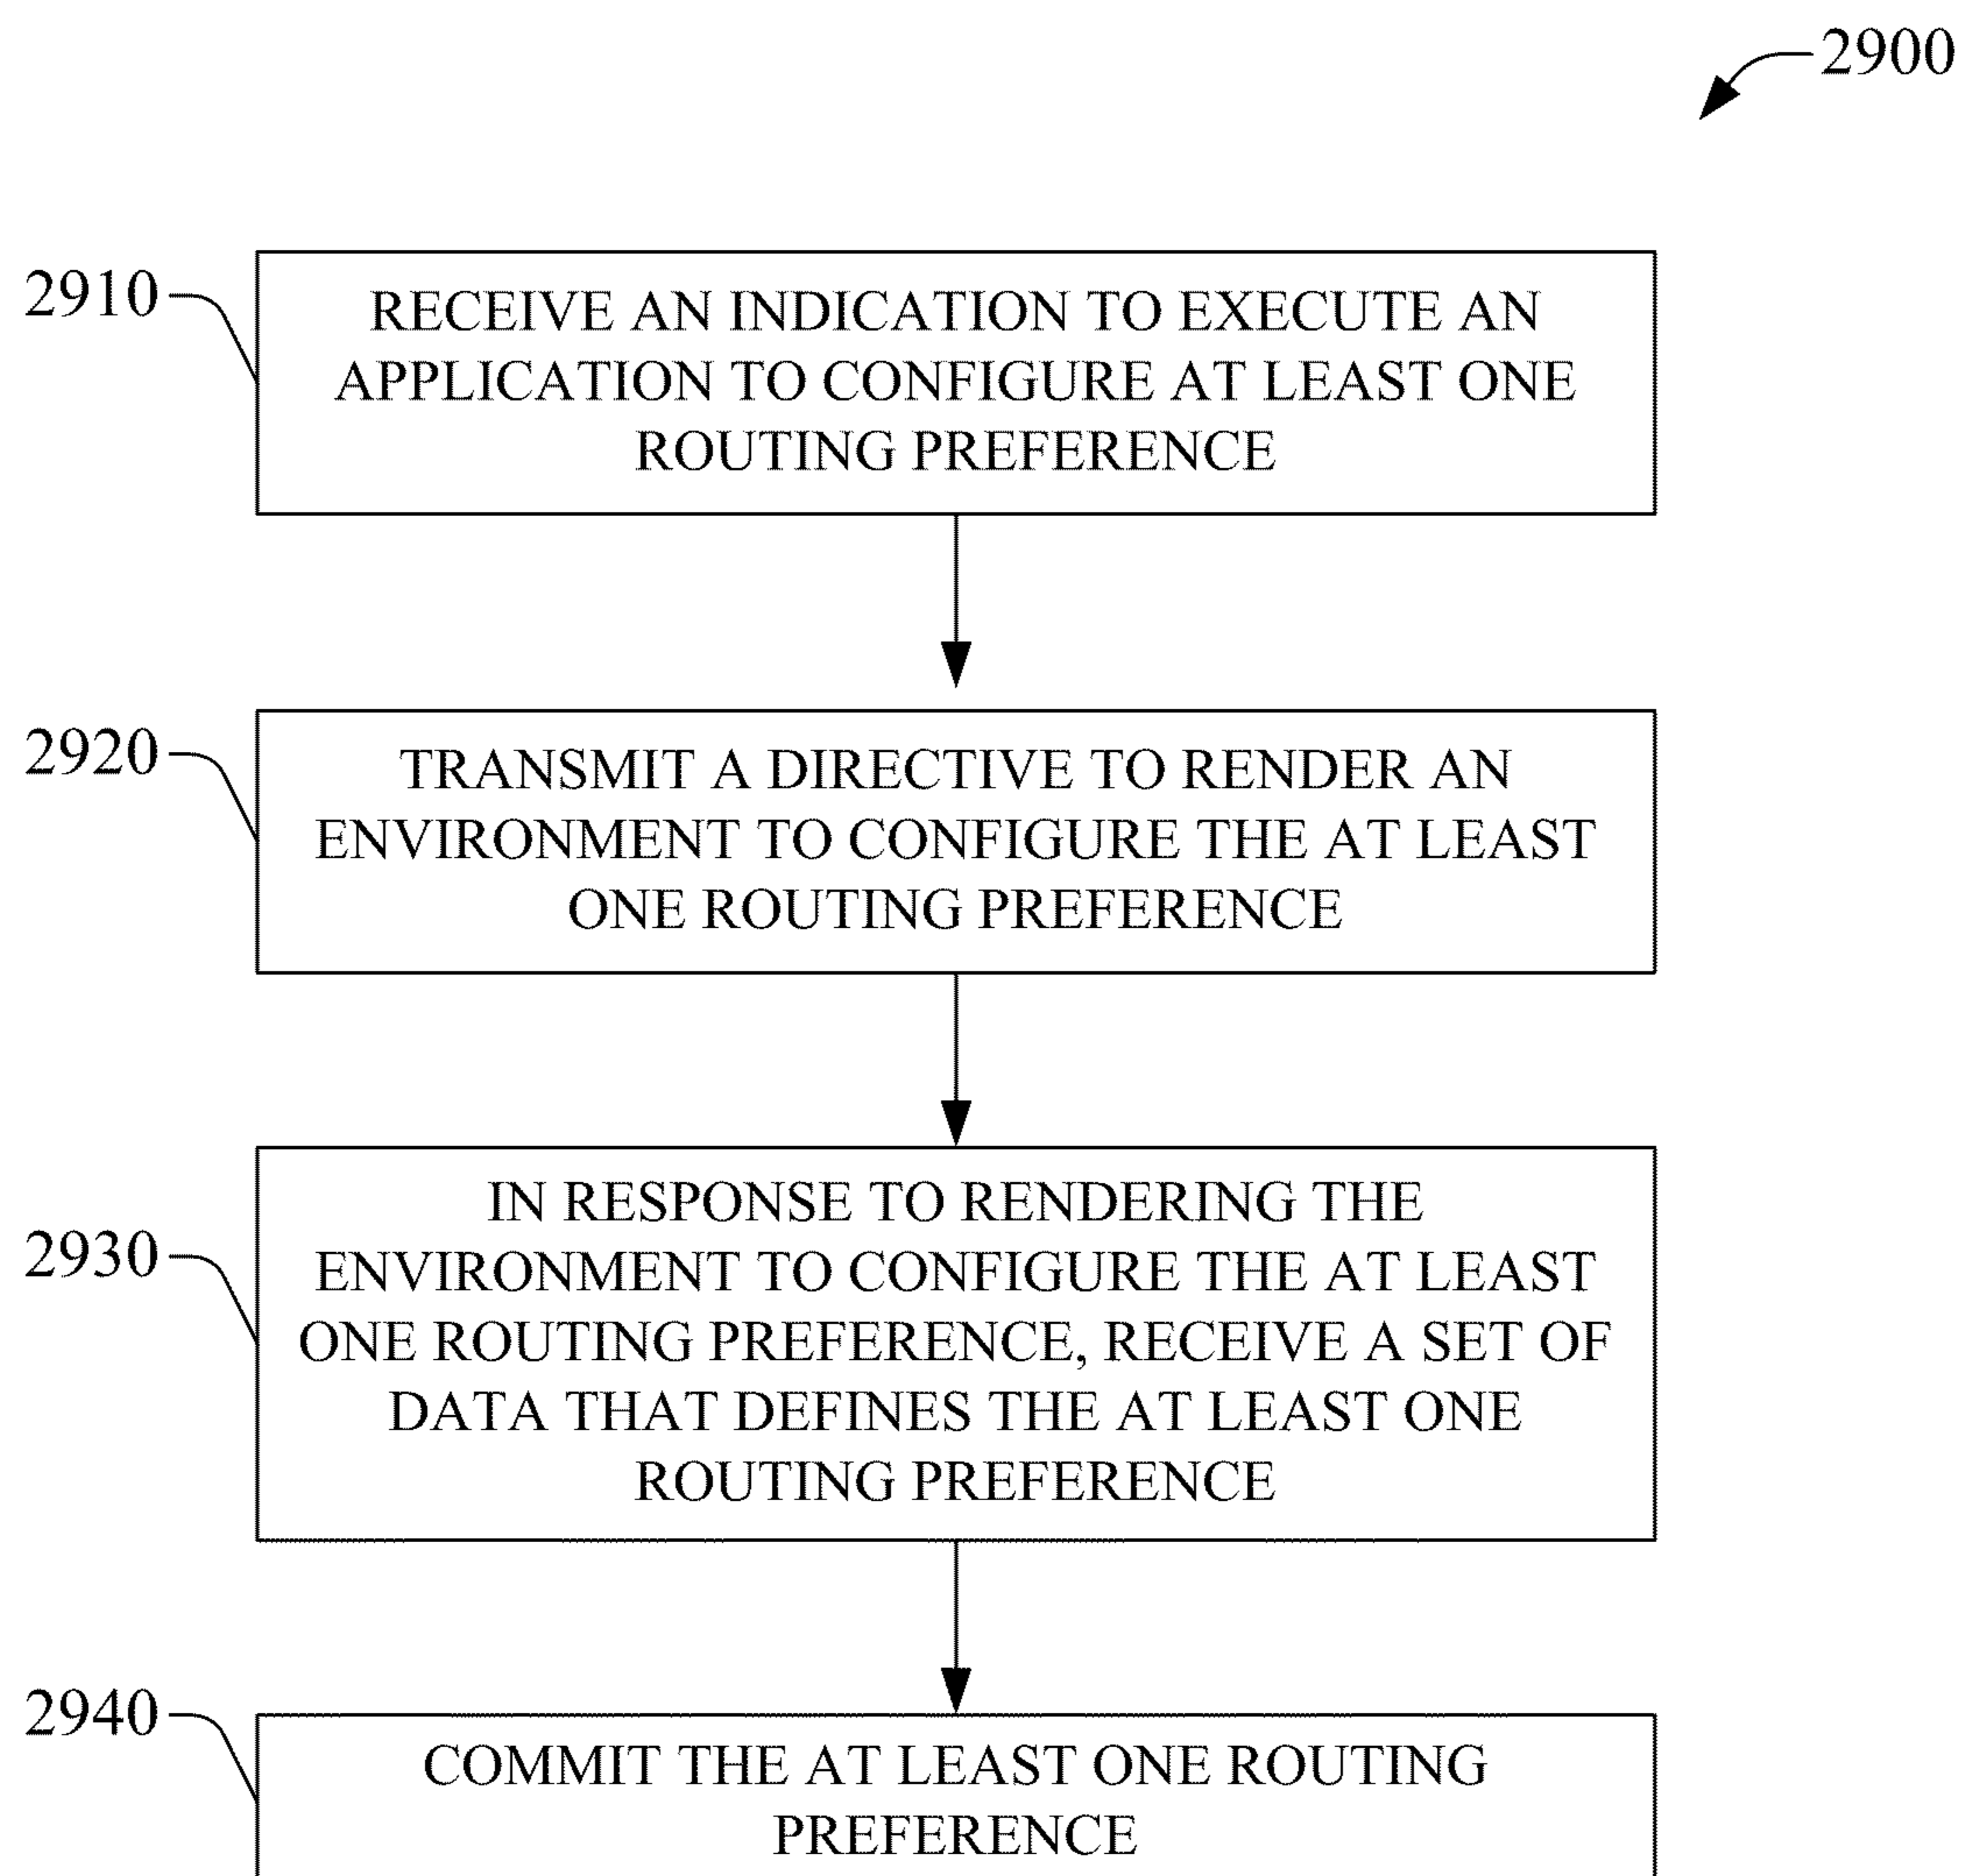 2900
2910
RECEIVE AN INDICATION TO EXECUTE AN
APPLICATION TO CONFIGURE AT LEAST ONE
ROUTING PREFERENCE
2920
TRANSMIT A DIRECTIVE TO RENDER AN
ENVIRONMENT TO CONFIGURE THE AT LEAST
ONE ROUTING PREFERENCE
2930
IN RESPONSE TO RENDERING THE
ENVIRONMENT TO CONFIGURE THE AT LEAST
ONE ROUTING PREFERENCE, RECEIVE A SET OF
DATA THAT DEFINES THE AT LEAST ONE
ROUTING PREFERENCE
2940
COMMIT THE AT LEAST ONE ROUTING
PREFERENCE